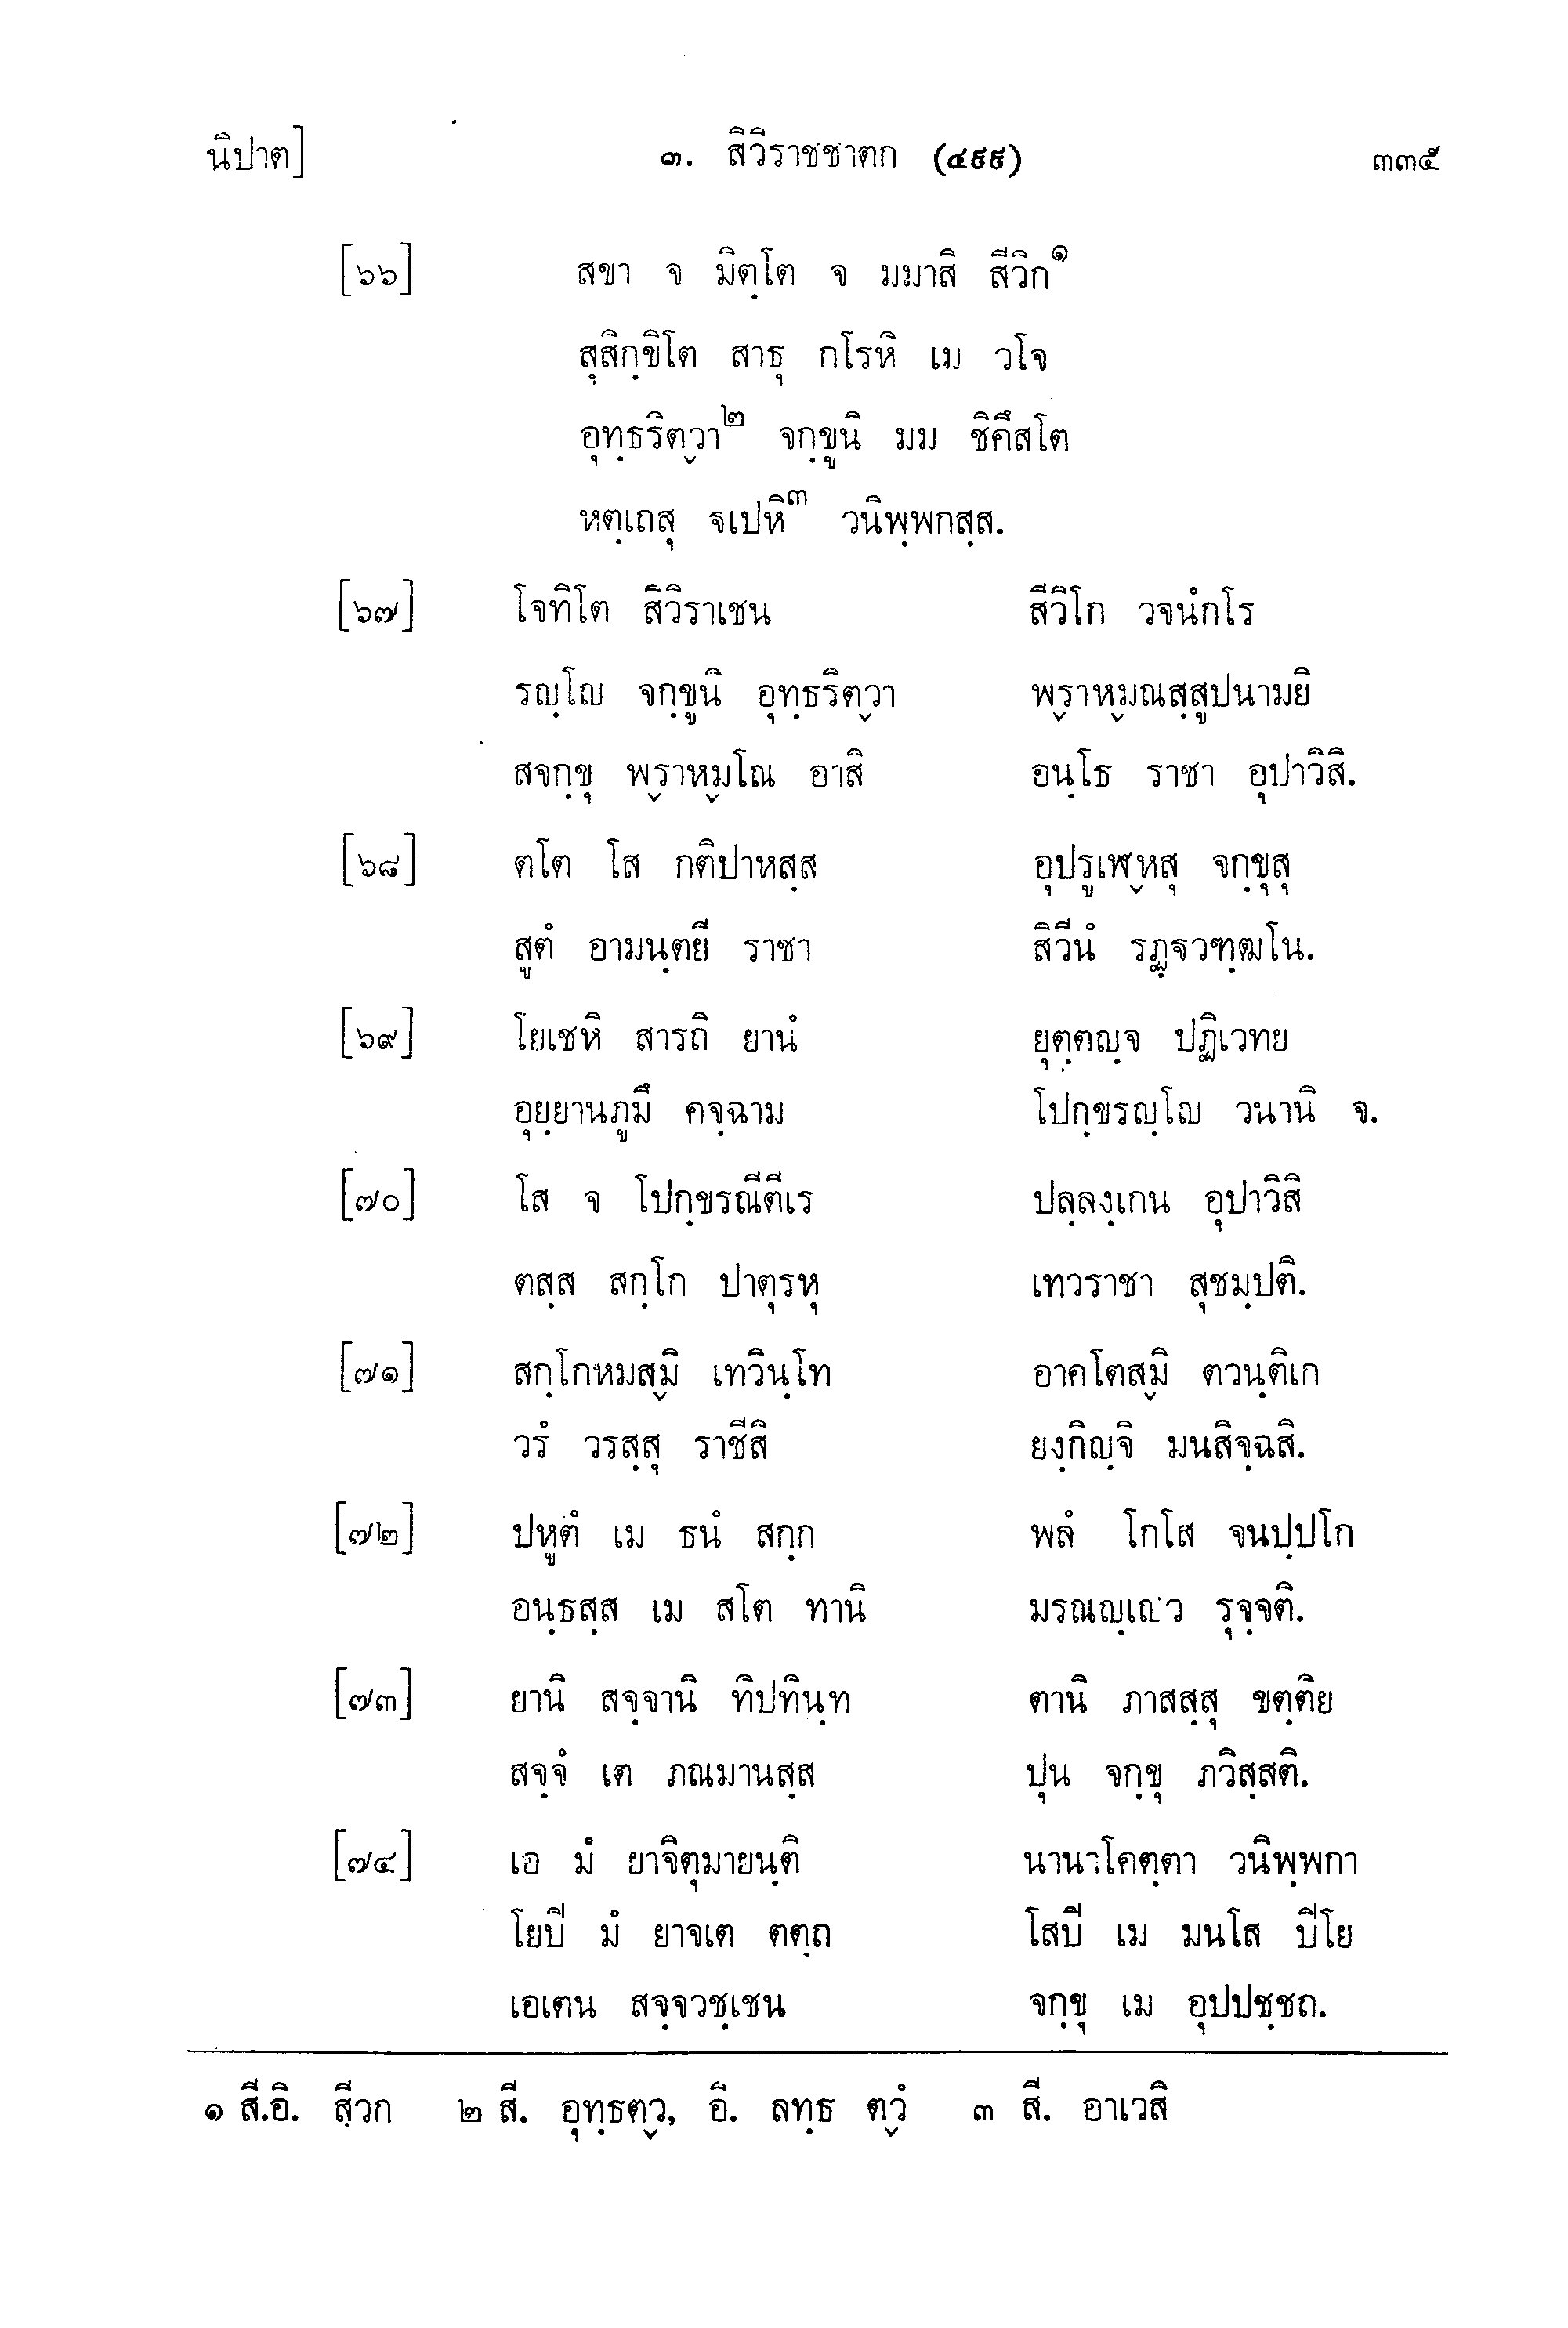 นิปาต]  ๓. สิวิราชชาตก (๔๙๙)  ๓๓๕
[๖๖] สขา จ มิตฺโต จ มมาสิ สีวิก๑
สุสิกฺขิโต สาธุ กโรหิ เม วโจ
อุทฺธริตฺวา๒ จกฺขูนิ มม ชิคึสโต
หตฺเถสุ ฐเปหิ๓ วนิพฺพกสฺส.
[๖๗] โจทิโต สิวิราเชน สีวิโก วจนํกโร
รญฺโญ จกฺขูนิ อุทฺธริตฺวา พฺราหฺมณสฺสูปนามยิ
สจกฺขุ พฺราหฺมโณ อาสิ อนฺโธ ราชา อุปาวิสิ.
[๖๘] ตโต โส กติปาหสฺส อุปรูเฬฺหสุ จกฺขุสุ
สูตํ อามนฺตยี ราชา สิวีนํ รฏฺฐวฑฺฒโน.
[๖๙] โยเชหิ สารถิ ยานํ ยุตฺตญฺจ ปฏิเวทย
อุยฺยานภูมึ คจฺฉาม โปกฺขรญฺโญ วนานิ จ.
[๗๐] โส จ โปกฺขรณีตีเร ปลฺลงฺเกน อุปาวิสิ
ตสฺส สกฺโก ปาตุรหุ เทวราชา สุชมฺปติ.
[๗๑] สกฺโกหมสฺมิ เทวินฺโท อาคโตสฺมิ ตวนฺติเก
วรํ วรสฺสุ ราชีสิ ยงฺกิญฺจิ มนสิจฺฉสิ.
[๗๒] ปหูตํ เม ธนํ สกฺก พลํ โกโส จนปฺปโก
อนฺธสฺส เม สโต ทานิ มรณญฺเญว รุจฺจติ.
[๗๓] ยานิ สจฺจานิ ทิปทินฺท ตานิ ภาสสฺสุ ขตฺติย
สจฺจํ เต ภณมานสฺส ปุน จกฺขุ ภวิสฺสติ.
[๗๔] เอ มํ ยาจิตุมายนฺติ นานาโคตฺตา วนิพฺพกา
โยปิ มํ ยาจเต ตตฺถ โสปิ เม มนโส ปิโย
เอเตน สจฺจวชฺเชน จกฺขุ เม อุปปชฺชถ.
๑ สี.อิ. สีวก  ๒ สี. อุทฺธตฺว, อิ. ลทฺธ ตฺวํ  ๓ สี. อาเวสิ